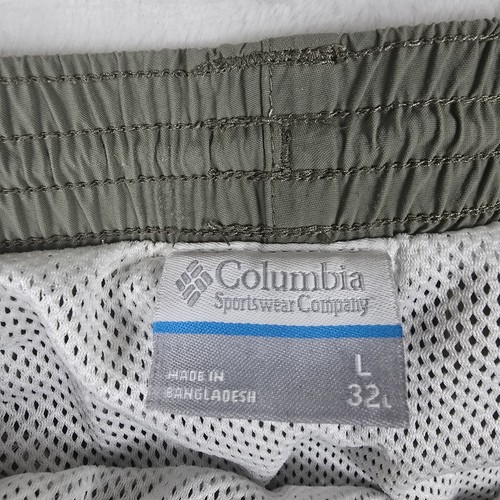 Columbia
Sportswear Company
MADE IN
BANGLADESH
L
32L